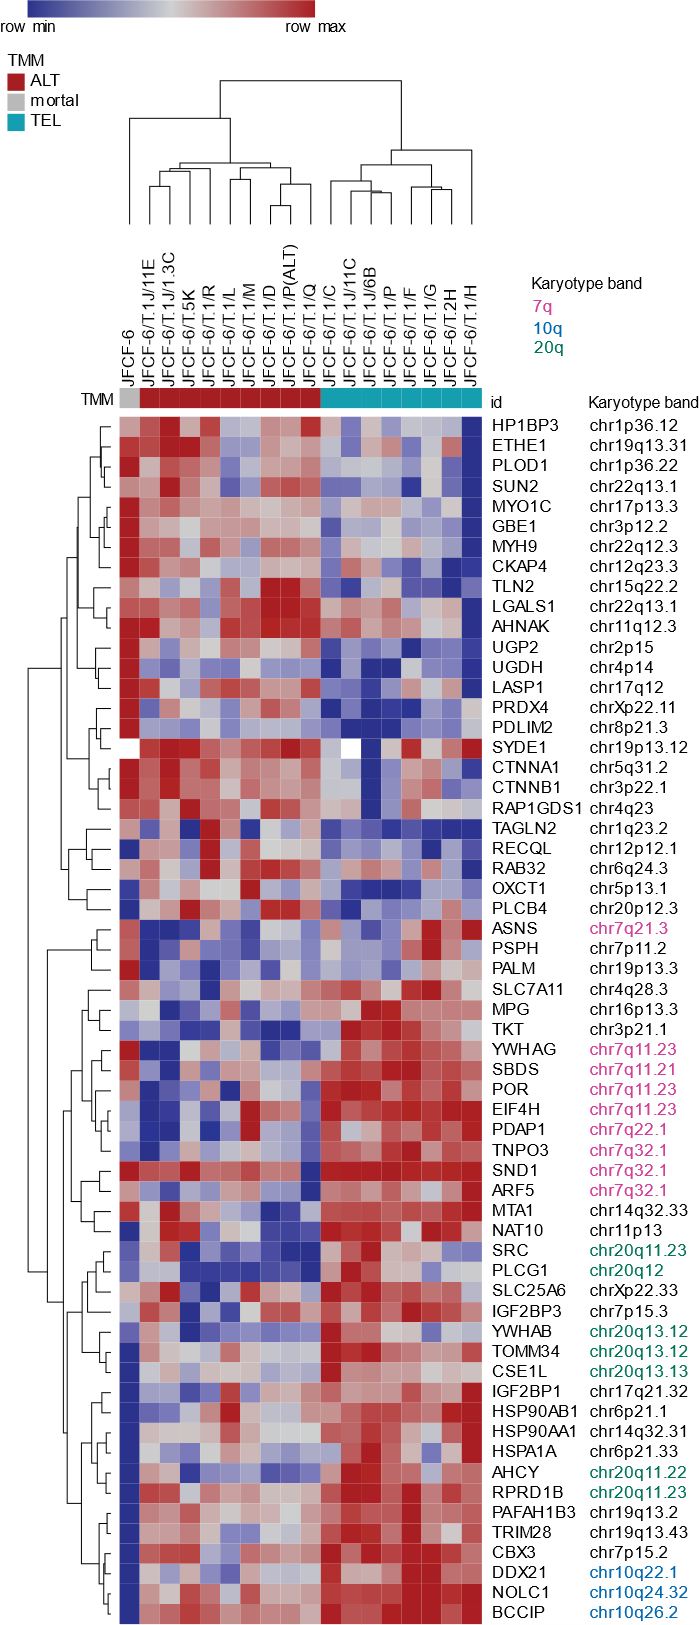 row min row max
TMM
ALT
mortal
TEL
JFCF-6
JFCF-6/T.1J/11E
JFCF-6/T.1J/1.3C
JFCF-6/T.5K
JFCF-6/T.1/R
JFCF-6/T.1/L
JFCF-6/T.1/M
JFCF-6/T.1/D
JFCF-6/T.1/P(ALT)
JFCF-6/T.1/Q
JFCF-6/T.1/C
JFCF-6/T.1J/11C
JFCF-6/T.1J/6B
JFCF-6/T.1/P
JFCF-6/T.1/F
JFCF-6/T.1/G
JFCF-6/T.2H
JFCF-6/T.1/H
Karyotype band
7q
10q
20q
TMM id Karyotype band
HP1BP3 chr1p36.12
ETHE1 chr19q13.31
PLOD1 chr1p36.22
SUN2 chr22q13.1
MYO1C chr17p13.3
GBE1 chr3p12.2
MYH9 chr22q12.3
CKAP4 chr12q23.3
TLN2 chr15q22.2
LGALS1 chr22q13.1
AHNAK chr11q12.3
UGP2 chr2p15
UGDH chr4p14
LASP1 chr17q12
PRDX4 chrXp22.11
PDLIM2 chr8p21.3
SYDE1 chr19p13.12
CTNNA1 chr5q31.2
CTNNB1 chr3p22.1
RAP1GDS1 chr4q23
TAGLN2 chr1q23.2
RECQL chr12p12.1
RAB32 chr6q24.3
OXCT1 chr5p13.1
PLCB4 chr20p12.3
ASNS chr7q21.3
PSPH chr7p11.2
PALM chr19p13.3
SLC7A11 chr4q28.3
MPG chr16p13.3
TKT chr3p21.1
YWHAG chr7q11.23
SBDS chr7q11.21
POR chr7q11.23
EIF4H chr7q11.23
PDAP1 chr7q22.1
TNPO3 chr7q32.1
SND1 chr7q32.1
ARF5 chr7q32.1
MTA1 chr14q32.33
NAT10 chr11p13
SRC chr20q11.23
PLCG1 chr20q12
SLC25A6 chrXp22.33
IGF2BP3 chr7p15.3
YWHAB chr20q13.12
TOMM34 chr20q13.12
CSE1L chr20q13.13
IGF2BP1 chr17q21.32
HSP90AB1 chr6p21.1
HSP90AA1 chr14q32.31
HSPA1A chr6p21.33
AHCY chr20q11.22
RPRD1B chr20q11.23
PAFAH1B3 chr19q13.2
TRIM28 chr19q13.43
CBX3 chr7p15.2
DDX21 chr10q22.1
NOLC1 chr10q24.32
BCCIP chr10q26.2